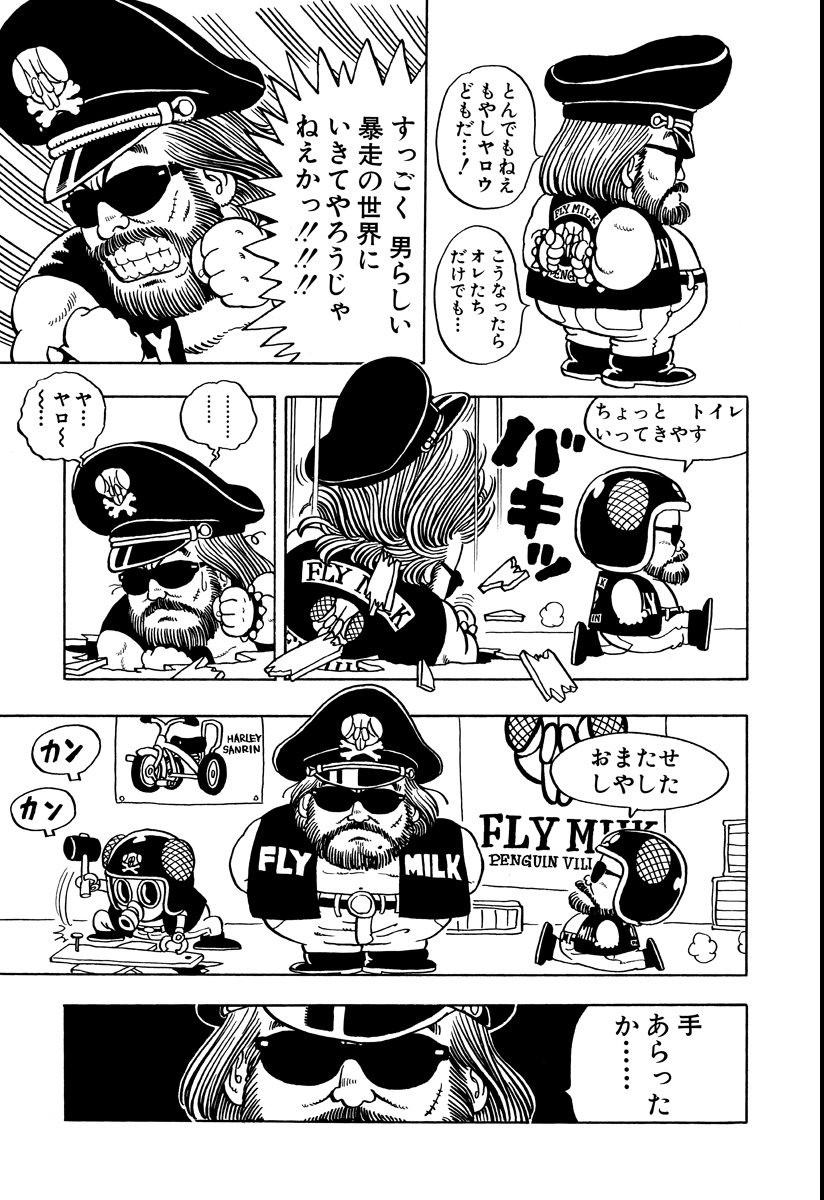 とんでもねえ
もやしヤロウ
どもだ…！
FLY MILK
PENGUIN
こうなったら
オレたち
だけでも…
すっごく 男らしい
暴走の世界に
いきてやろうじゃ
ねえかっ！！！！
ちょっと トイレ
いってきやす
バキッ
FLY MILK
……
ヤ…
ヤロ〜
…
おまたせ
しやした
FLY MILK
PENGUIN VILL
FLY
MILK
HARLEY
SANRIN
カン
カン
手
あらった
か……